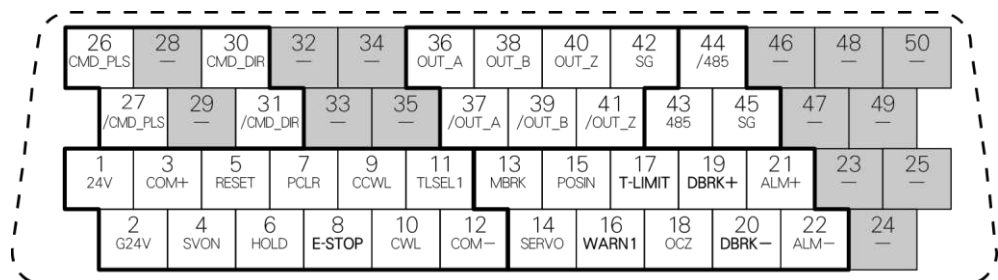 26 28 30 32 34 36 38 40 42 44 46 48 50
CMD_PLS — CMD_DIR — — OUT_A OUT_B OUT_Z SG /485 — — —
27 29 31 33 35 37 39 41 43 45 47 49
/CMD_PLS — /CMD_DIR — — /OUT_A /OUT_B /OUT_Z 485 SG — —
1 3 5 7 9 11 13 15 17 19 21 23 25
24V COM+ RESET PCLR CCWL TLSEL1 MBRK POSIN T-LIMIT DBRK+ ALM+ — —
2 4 6 8 10 12 14 16 18 20 22 24
G24V SVON HOLD E-STOP CWL COM− SERVO WARN1 OCZ DBRK− ALM− —